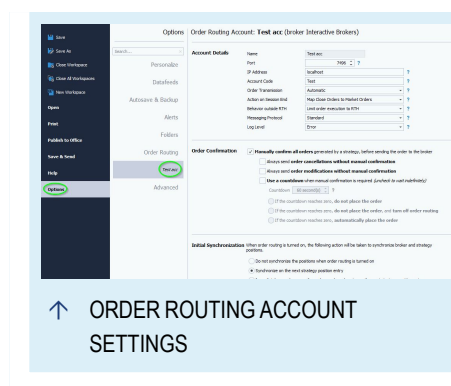 Save
Save As
Close Workspace
Close All Workspaces
New Workspace
Open
Print
Publish to Office
Save & Send
Help
Options
Options
Search...
Personalize
Datafeeds
Autosave & Backup
Alerts
Folders
Order Routing
Test acc
Advanced
Order Routing Account: Test acc (broker Interactive Brokers)
Account Details
Name Test acc
Port 7496 ?
IP Address localhost ?
Account Code Test ?
Order Transmission Automatic ?
Action on Session End Map Close Orders to Market Orders ?
Behavior outside RTH Limit order execution to RTH ?
Messaging Protocol Standard ?
Log Level Error ?
Order Confirmation
Manually confirm all orders generated by a strategy, before sending the order to the broker
Always send order cancellations without manual confirmation
Always send order modifications without manual confirmation
Use a countdown when manual confirmation is required (uncheck to wait indefinitely)
Countdown 60 second(s) ?
If the countdown reaches zero, do not place the order
If the countdown reaches zero, do not place the order, and turn off order routing
If the countdown reaches zero, automatically place the order
Initial Synchronization When order routing is turned on, the following action will be taken to synchronize broker and strategy
positions.
Do not synchronize the positions when order routing is turned on
Synchronize on the next strategy position entry
↑ ORDER ROUTING ACCOUNT
SETTINGS